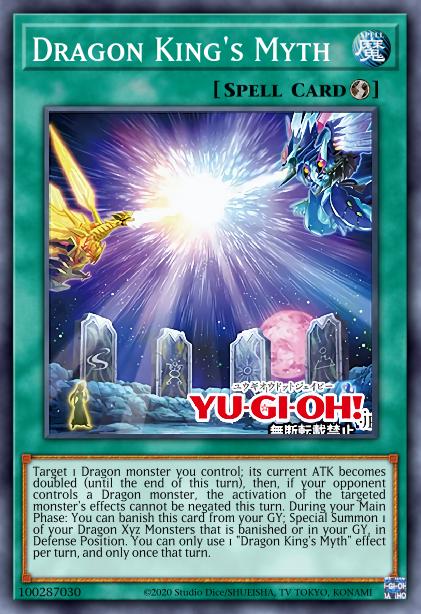 Dragon King's Myth
魔
[Spell Card]
ユウギオウドットジェイピー
YU-GI-OH!
無断転載禁止
Target 1 Dragon monster you control; its current ATK becomes
doubled (until the end of this turn), then, if your
opponent controls a Dragon monster, the activation of the targeted
monster's effects cannot be negated this turn. During your Main
Phase: You can banish this card from your GY; Special Summon 1
of your Dragon Xyz Monsters that is banished or in your GY, in
Defense Position. You can only use 1 "Dragon King's Myth" effect
per turn, and only once that turn.
100287030
©2020 Studio Dice/SHUEISHA, TV TOKYO, KONAMI